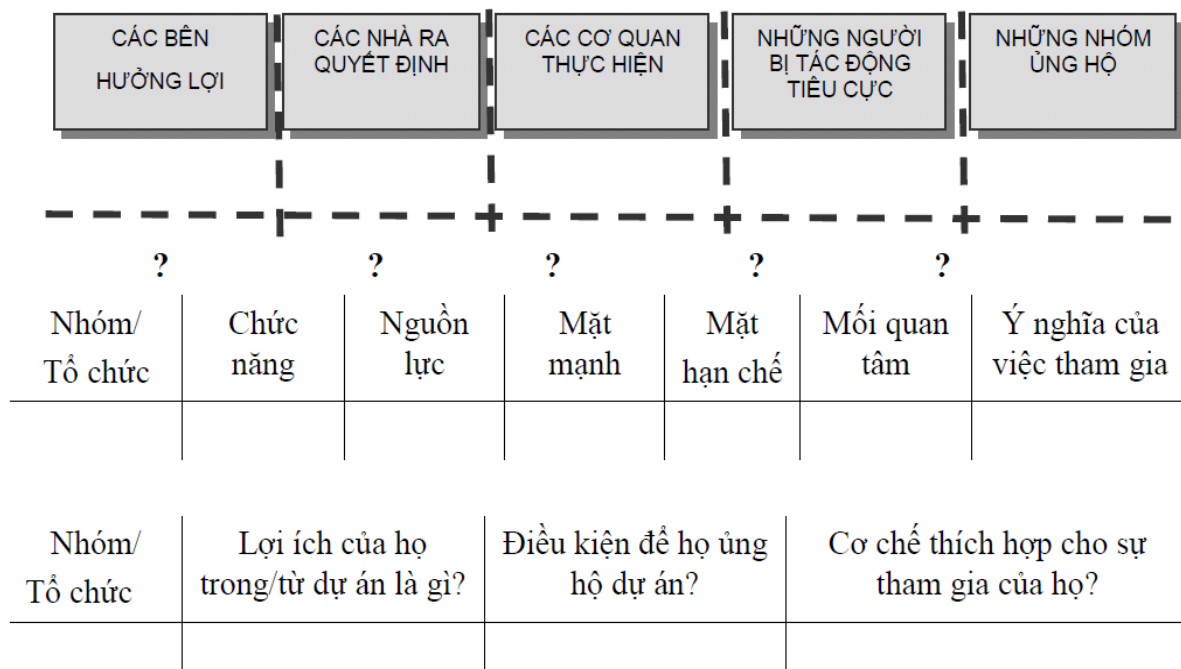 CÁC BÊN
HƯỞNG LỢI
CÁC NHÀ RA
QUYẾT ĐỊNH
CÁC CƠ QUAN
THỰC HIỆN
NHỮNG NGƯỜI
BỊ TÁC ĐỘNG
TIÊU CỰC
NHỮNG NHÓM
ỦNG HỘ
? ? ? ? ?
Nhóm/
Tổ chức
Chức
năng
Nguồn
lực
Mặt
mạnh
Mặt
hạn chế
Mối quan
tâm
Ý nghĩa của
việc tham gia
Nhóm/
Tổ chức
Lợi ích của họ
trong/từ dự án là gì?
Điều kiện để họ ủng
hộ dự án?
Cơ chế thích hợp cho sự
tham gia của họ?